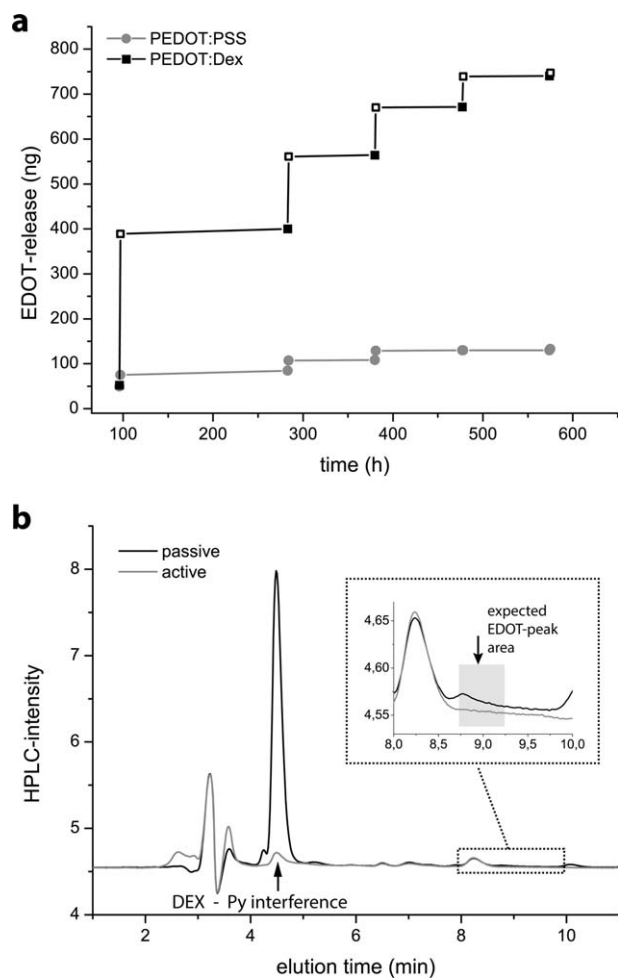 a
PEDOT:PSS
PEDOT:Dex
800
700
600
500
400
300
200
100
0
EDOT-release (ng)
100 200 300 400 500 600
time (h)
b
passive
active
8
7
6
5
4
HPLC-intensity
expected
EDOT-peak
area
4,65
4,60
4,55
8,0 8,5 9,0 9,5 10,0
DEX - Py interference
2 4 6 8 10
elution time (min)